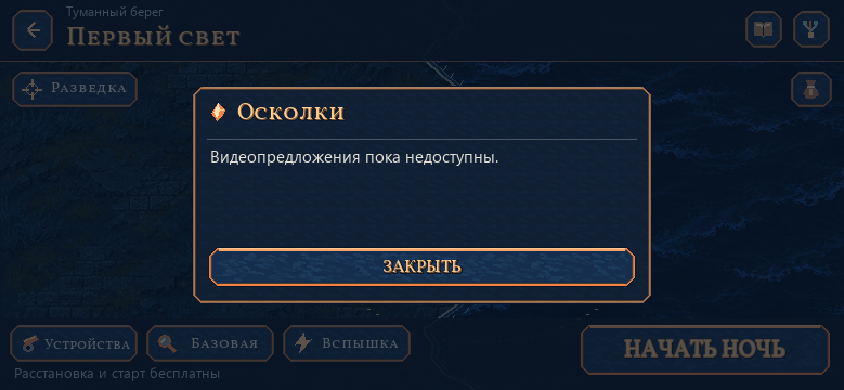 Туманный берег
Первый свет
Разведка
Осколки
Видеопредложения пока недоступны.
ЗАКРЫТЬ
Устройства
Базовая
Вспышка
НАЧАТЬ НОЧЬ
Расстановка и старт бесплатны